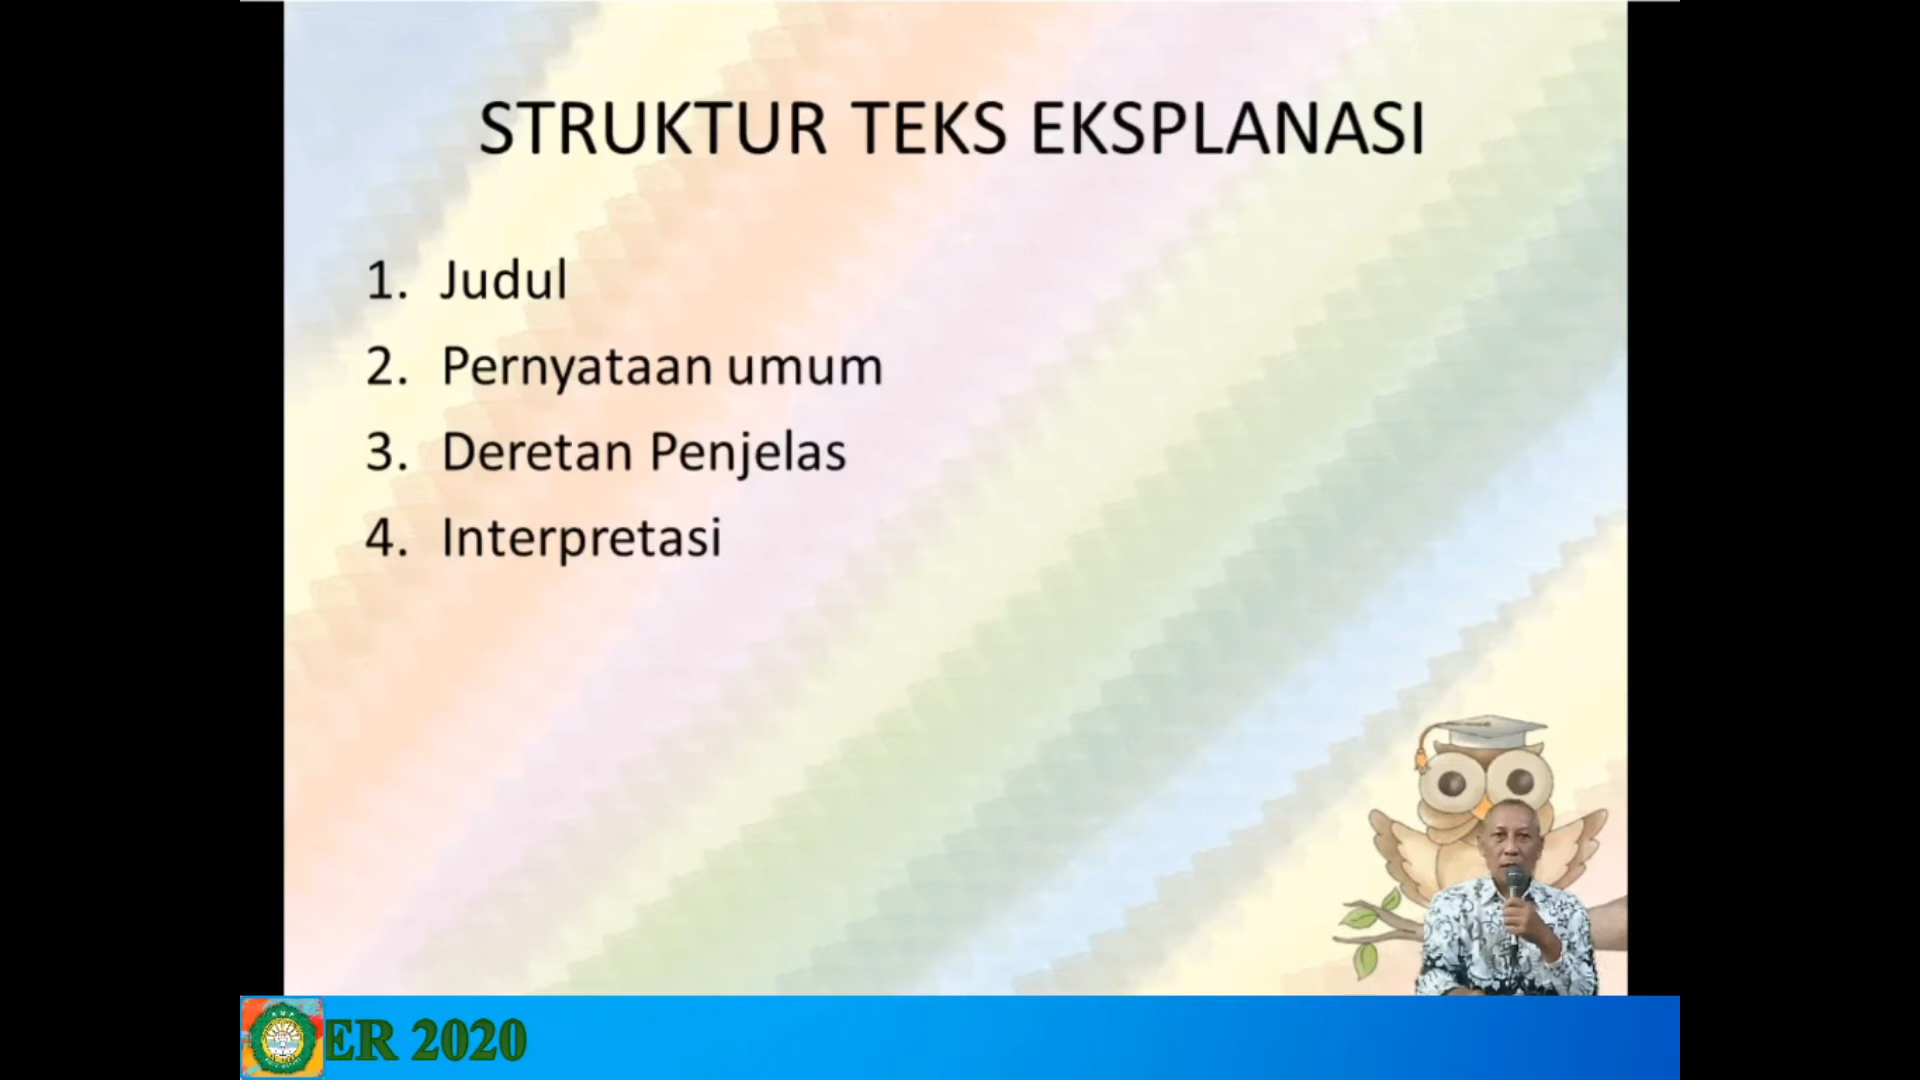 STRUKTUR TEKS EKSPLANASI
1. Judul
2. Pernyataan umum
3. Deretan Penjelas
4. Interpretasi
ER 2020